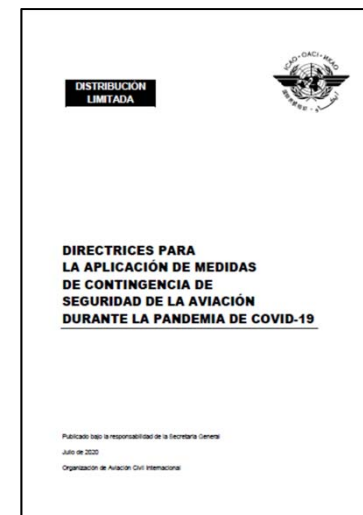 DISTRIBUCIÓN
LIMITADA
DIRECTRICES PARA
LA APLICACIÓN DE MEDIDAS
DE CONTINGENCIA DE
SEGURIDAD DE LA AVIACIÓN
DURANTE LA PANDEMIA DE COVID-19
Publicado bajo la responsabilidad de la Secretaria General
Julio de 2020
Organización de Aviación Civil Internacional